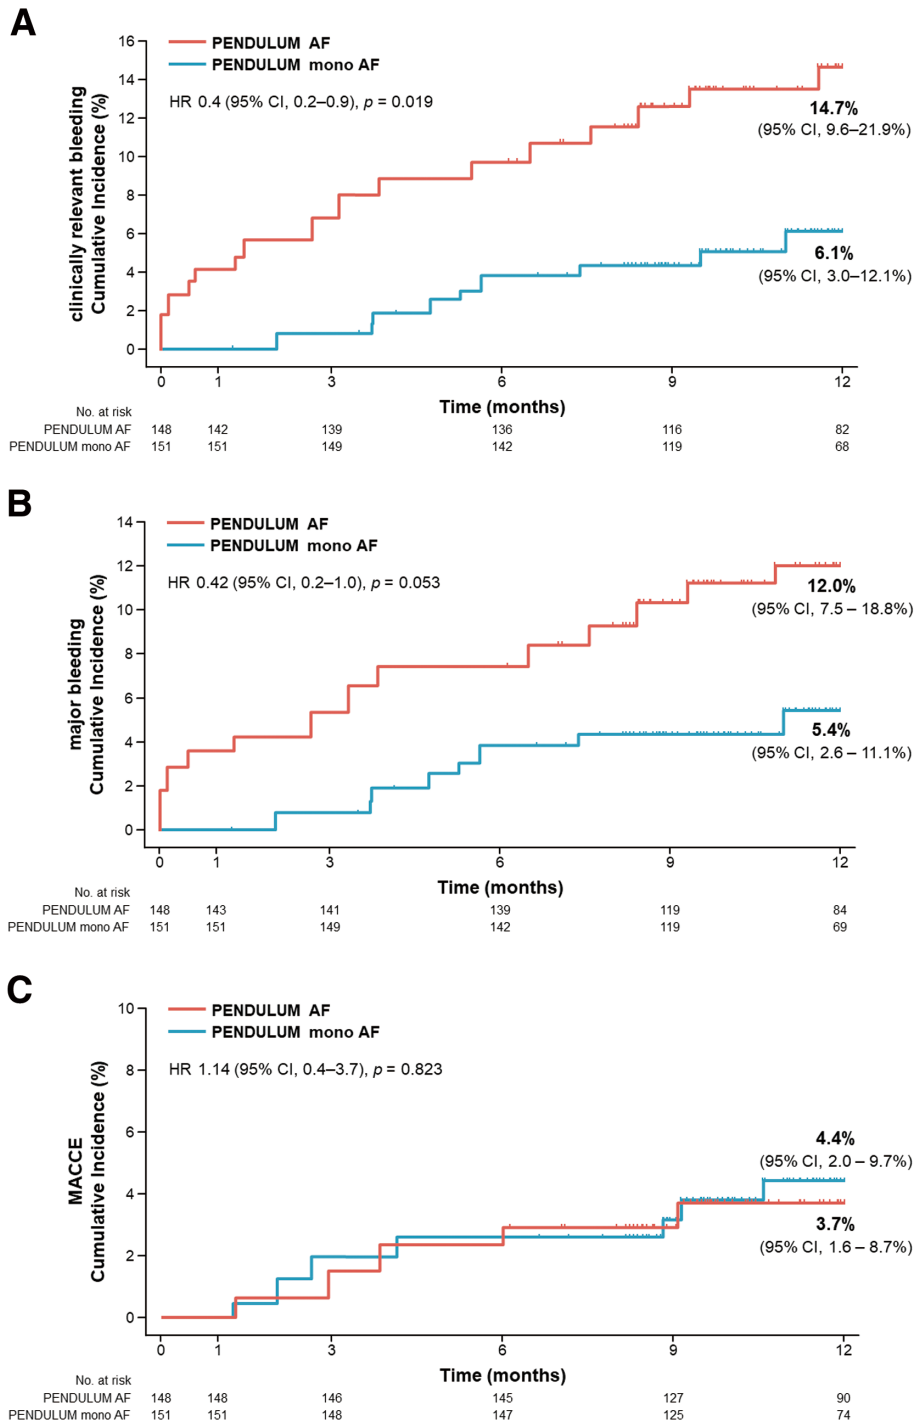 A
clinically relevant bleeding
Cumulative Incidence (%)
16
14
12
10
8
6
4
2
0
PENDULUM AF
PENDULUM mono AF
HR 0.4 (95% CI, 0.2–0.9), p = 0.019
14.7%
(95% CI, 9.6–21.9%)
6.1%
(95% CI, 3.0–12.1%)
0 1 3 6 9 12
Time (months)
No. at risk
PENDULUM AF 148 142 139 136 116 82
PENDULUM mono AF 151 151 149 142 119 68
B
major bleeding
Cumulative Incidence (%)
14
12
10
8
6
4
2
0
PENDULUM AF
PENDULUM mono AF
HR 0.42 (95% CI, 0.2–1.0), p = 0.053
12.0%
(95% CI, 7.5 – 18.8%)
5.4%
(95% CI, 2.6 – 11.1%)
0 1 3 6 9 12
Time (months)
No. at risk
PENDULUM AF 148 143 141 139 119 84
PENDULUM mono AF 151 151 149 142 119 69
C
MACCE
Cumulative Incidence (%)
10
8
6
4
2
0
PENDULUM AF
PENDULUM mono AF
HR 1.14 (95% CI, 0.4–3.7), p = 0.823
4.4%
(95% CI, 2.0 – 9.7%)
3.7%
(95% CI, 1.6 – 8.7%)
0 1 3 6 9 12
Time (months)
No. at risk
PENDULUM AF 148 148 146 145 127 90
PENDULUM mono AF 151 151 148 147 125 74